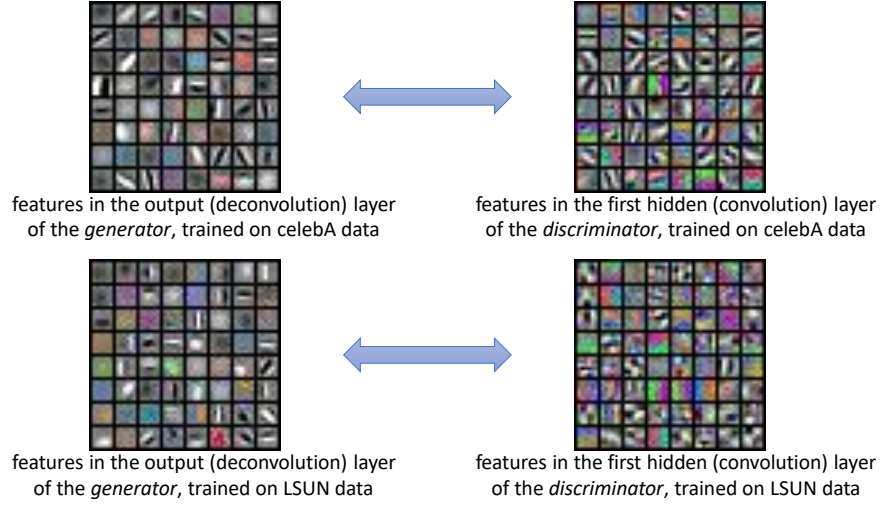 features in the output (deconvolution) layer
of the generator, trained on celebA data
features in the first hidden (convolution) layer
of the discriminator, trained on celebA data
features in the output (deconvolution) layer
of the generator, trained on LSUN data
features in the first hidden (convolution) layer
of the discriminator, trained on LSUN data